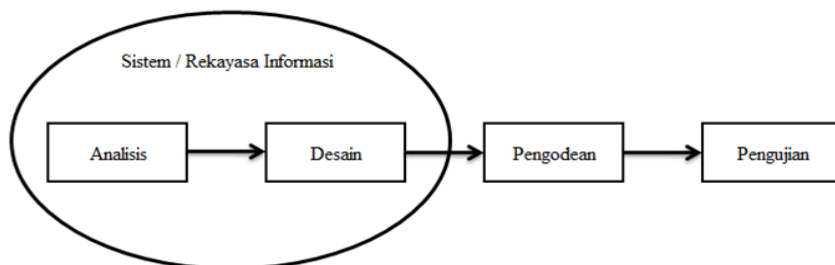 Sistem / Rekayasa Informasi
Analisis
Desain
Pengodean
Pengujian